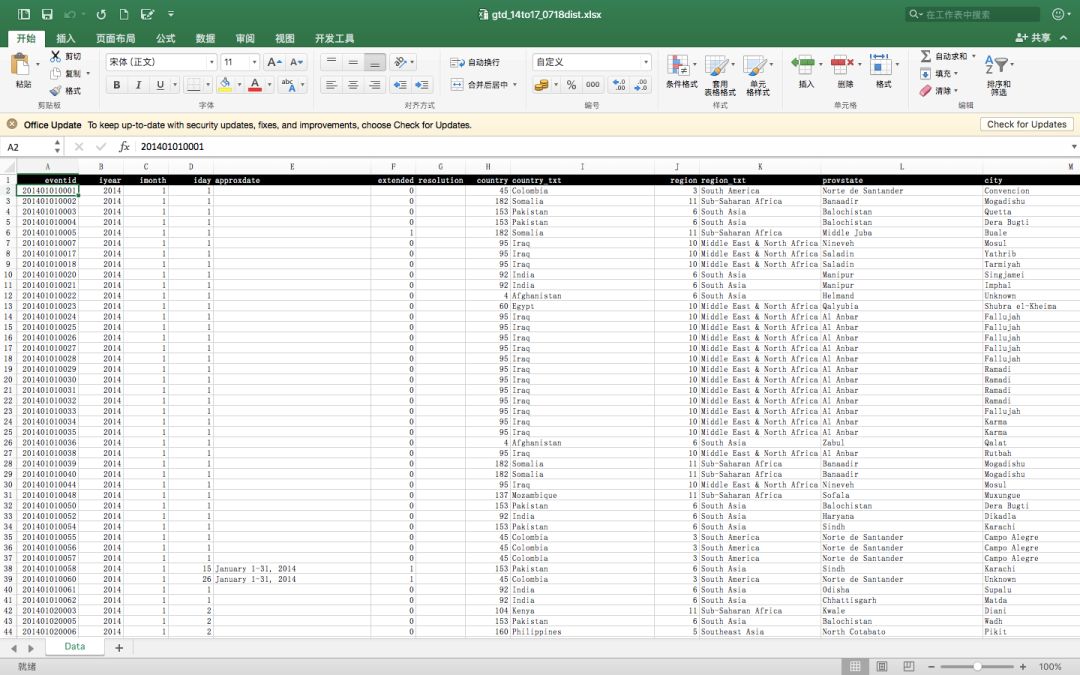 gtd_14to17_0718dist.xlsx
在工作表中搜索
开始 插入 页面布局 公式 数据 审阅 视图 开发工具 共享
粘贴 剪切 复制 格式 剪贴板
宋体 (正文) 11 A A
B I U A abc A 字体
自动换行 合并后居中 对齐方式
自定义 % 000 .0 .00 .00 .0 编号
条件格式 套用表格格式 单元格样式 样式
插入 删除 格式 单元格
自动求和 填充 清除 排序和筛选 编辑
Office Update To keep up-to-date with security updates, fixes, and improvements, choose Check for Updates. Check for Updates
A2 fx 201401010001
A B C D E F G H I J K L M
1 eventid iyear imonth iday approxdate extended resolution country country_txt region region_txt provstate city
2 201401010001 2014 1 1 0 45 Colombia 3 South America Norte de Santander Convencion
3 201401010002 2014 1 1 0 182 Somalia 11 Sub-Saharan Africa Banaadir Mogadishu
4 201401010003 2014 1 1 0 153 Pakistan 6 South Asia Balochistan Quetta
5 201401010004 2014 1 1 0 153 Pakistan 6 South Asia Balochistan Dera Bugti
6 201401010005 2014 1 1 1 182 Somalia 11 Sub-Saharan Africa Middle Juba Buale
7 201401010007 2014 1 1 0 95 Iraq 10 Middle East & North Africa Nineveh Mosul
8 201401010017 2014 1 1 0 95 Iraq 10 Middle East & North Africa Saladin Yathrib
9 201401010018 2014 1 1 0 95 Iraq 10 Middle East & North Africa Saladin Tarmiyah
10 201401010020 2014 1 1 0 92 India 6 South Asia Manipur Singjamei
11 201401010021 2014 1 1 0 92 India 6 South Asia Manipur Imphal
12 201401010022 2014 1 1 0 4 Afghanistan 6 South Asia Helmand Unknown
13 201401010023 2014 1 1 0 60 Egypt 10 Middle East & North Africa Qalyubia Shubra el-Kheima
14 201401010024 2014 1 1 0 95 Iraq 10 Middle East & North Africa Al Anbar Fallujah
15 201401010025 2014 1 1 0 95 Iraq 10 Middle East & North Africa Al Anbar Fallujah
16 201401010026 2014 1 1 0 95 Iraq 10 Middle East & North Africa Al Anbar Fallujah
17 201401010027 2014 1 1 0 95 Iraq 10 Middle East & North Africa Al Anbar Fallujah
18 201401010028 2014 1 1 0 95 Iraq 10 Middle East & North Africa Al Anbar Fallujah
19 201401010029 2014 1 1 0 95 Iraq 10 Middle East & North Africa Al Anbar Ramadi
20 201401010030 2014 1 1 0 95 Iraq 10 Middle East & North Africa Al Anbar Ramadi
21 201401010031 2014 1 1 0 95 Iraq 10 Middle East & North Africa Al Anbar Ramadi
22 201401010032 2014 1 1 0 95 Iraq 10 Middle East & North Africa Al Anbar Ramadi
23 201401010033 2014 1 1 0 95 Iraq 10 Middle East & North Africa Al Anbar Fallujah
24 201401010034 2014 1 1 0 95 Iraq 10 Middle East & North Africa Al Anbar Karma
25 201401010035 2014 1 1 0 95 Iraq 10 Middle East & North Africa Al Anbar Karma
26 201401010036 2014 1 1 0 4 Afghanistan 6 South Asia Zabul Qalat
27 201401010038 2014 1 1 0 95 Iraq 10 Middle East & North Africa Al Anbar Rutbah
28 201401010039 2014 1 1 0 182 Somalia 11 Sub-Saharan Africa Banaadir Mogadishu
29 201401010040 2014 1 1 0 182 Somalia 11 Sub-Saharan Africa Banaadir Mogadishu
30 201401010044 2014 1 1 0 95 Iraq 10 Middle East & North Africa Nineveh Mosul
31 201401010048 2014 1 1 0 137 Mozambique 11 Sub-Saharan Africa Sofala Muxungue
32 201401010050 2014 1 1 0 153 Pakistan 6 South Asia Balochistan Dera Bugti
33 201401010052 2014 1 1 0 92 India 6 South Asia Haryana Dikadla
34 201401010054 2014 1 1 0 153 Pakistan 6 South Asia Sindh Karachi
35 201401010055 2014 1 1 0 45 Colombia 3 South America Norte de Santander Campo Alegre
36 201401010056 2014 1 1 0 45 Colombia 3 South America Norte de Santander Campo Alegre
37 201401010057 2014 1 1 0 45 Colombia 3 South America Norte de Santander Campo Alegre
38 201401010058 2014 1 15 January 1-31, 2014 1 153 Pakistan 6 South Asia Sindh Karachi
39 201401010060 2014 1 26 January 1-31, 2014 1 45 Colombia 3 South America Norte de Santander Unknown
40 201401010061 2014 1 1 0 92 India 6 South Asia Odisha Supalu
41 201401010062 2014 1 1 0 92 India 6 South Asia Chhattisgarh Matda
42 201401020003 2014 1 2 0 104 Kenya 11 Sub-Saharan Africa Kwale Diani
43 201401020005 2014 1 2 0 153 Pakistan 6 South Asia Balochistan Wadh
44 201401020006 2014 1 2 0 160 Philippines 5 Southeast Asia North Cotabato Pikit
Data
就绪 100%